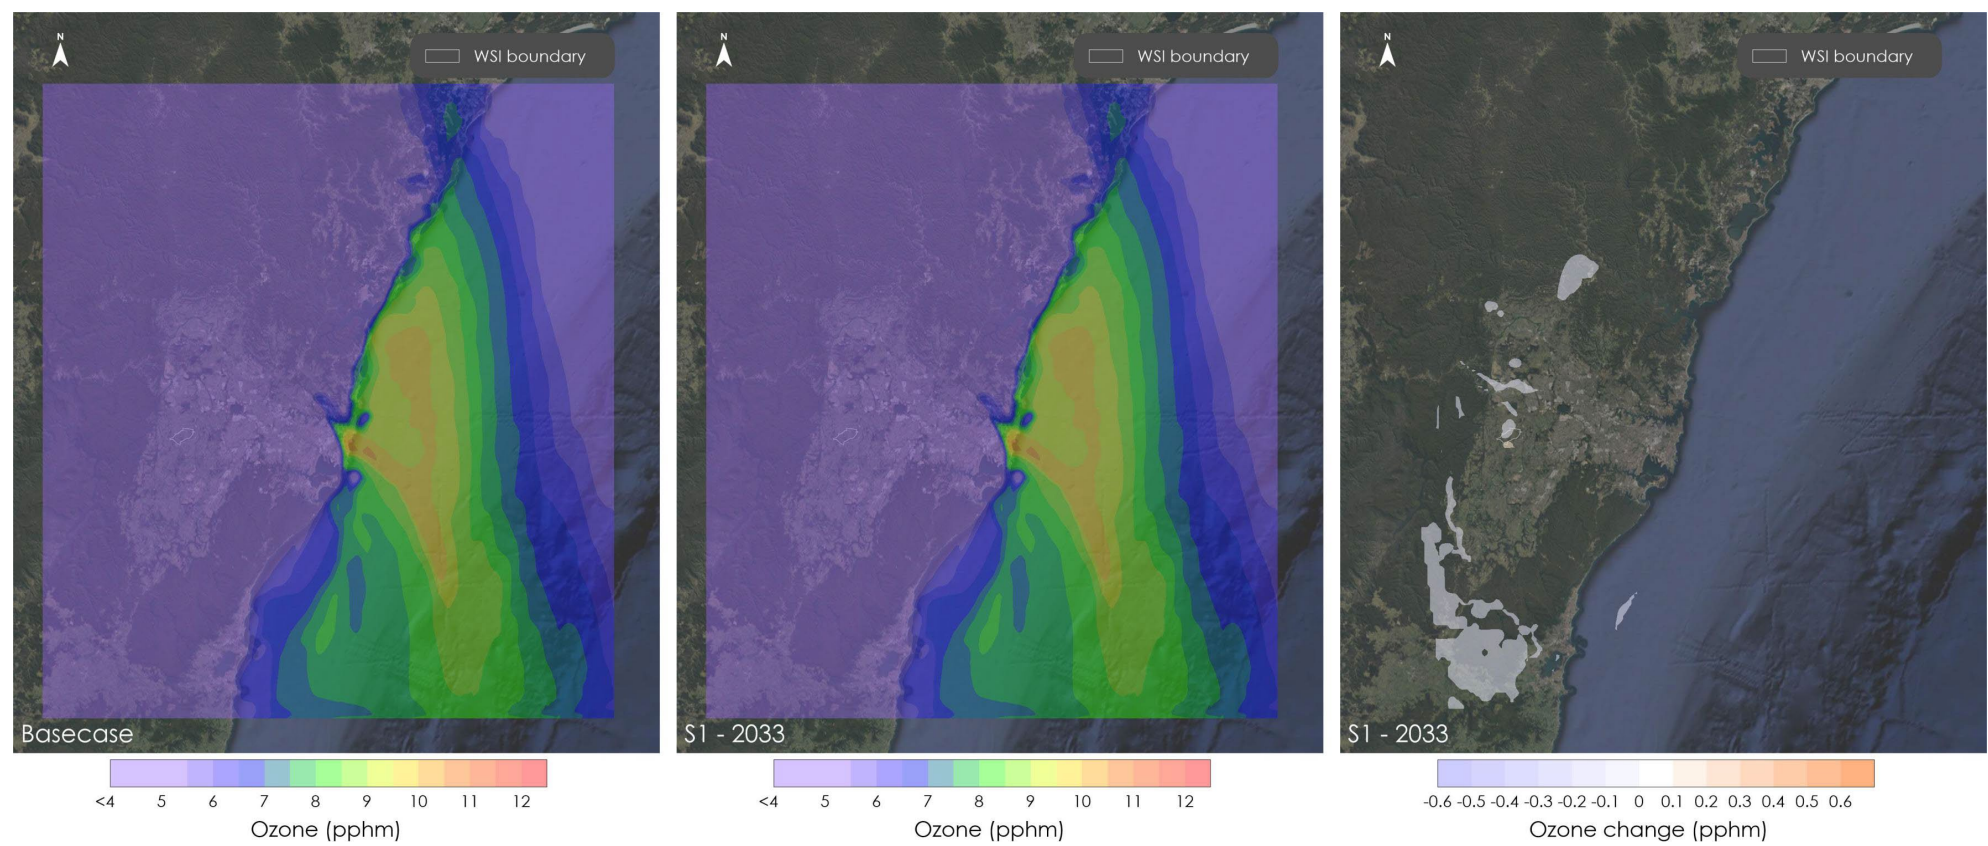 N
WSI boundary
Basecase
<4 5 6 7 8 9 10 11 12
Ozone (pphm)
N
WSI boundary
S1 - 2033
<4 5 6 7 8 9 10 11 12
Ozone (pphm)
N
WSI boundary
S1 - 2033
-0.6 -0.5 -0.4 -0.3 -0.2 -0.1 0 0.1 0.2 0.3 0.4 0.5 0.6
Ozone change (pphm)